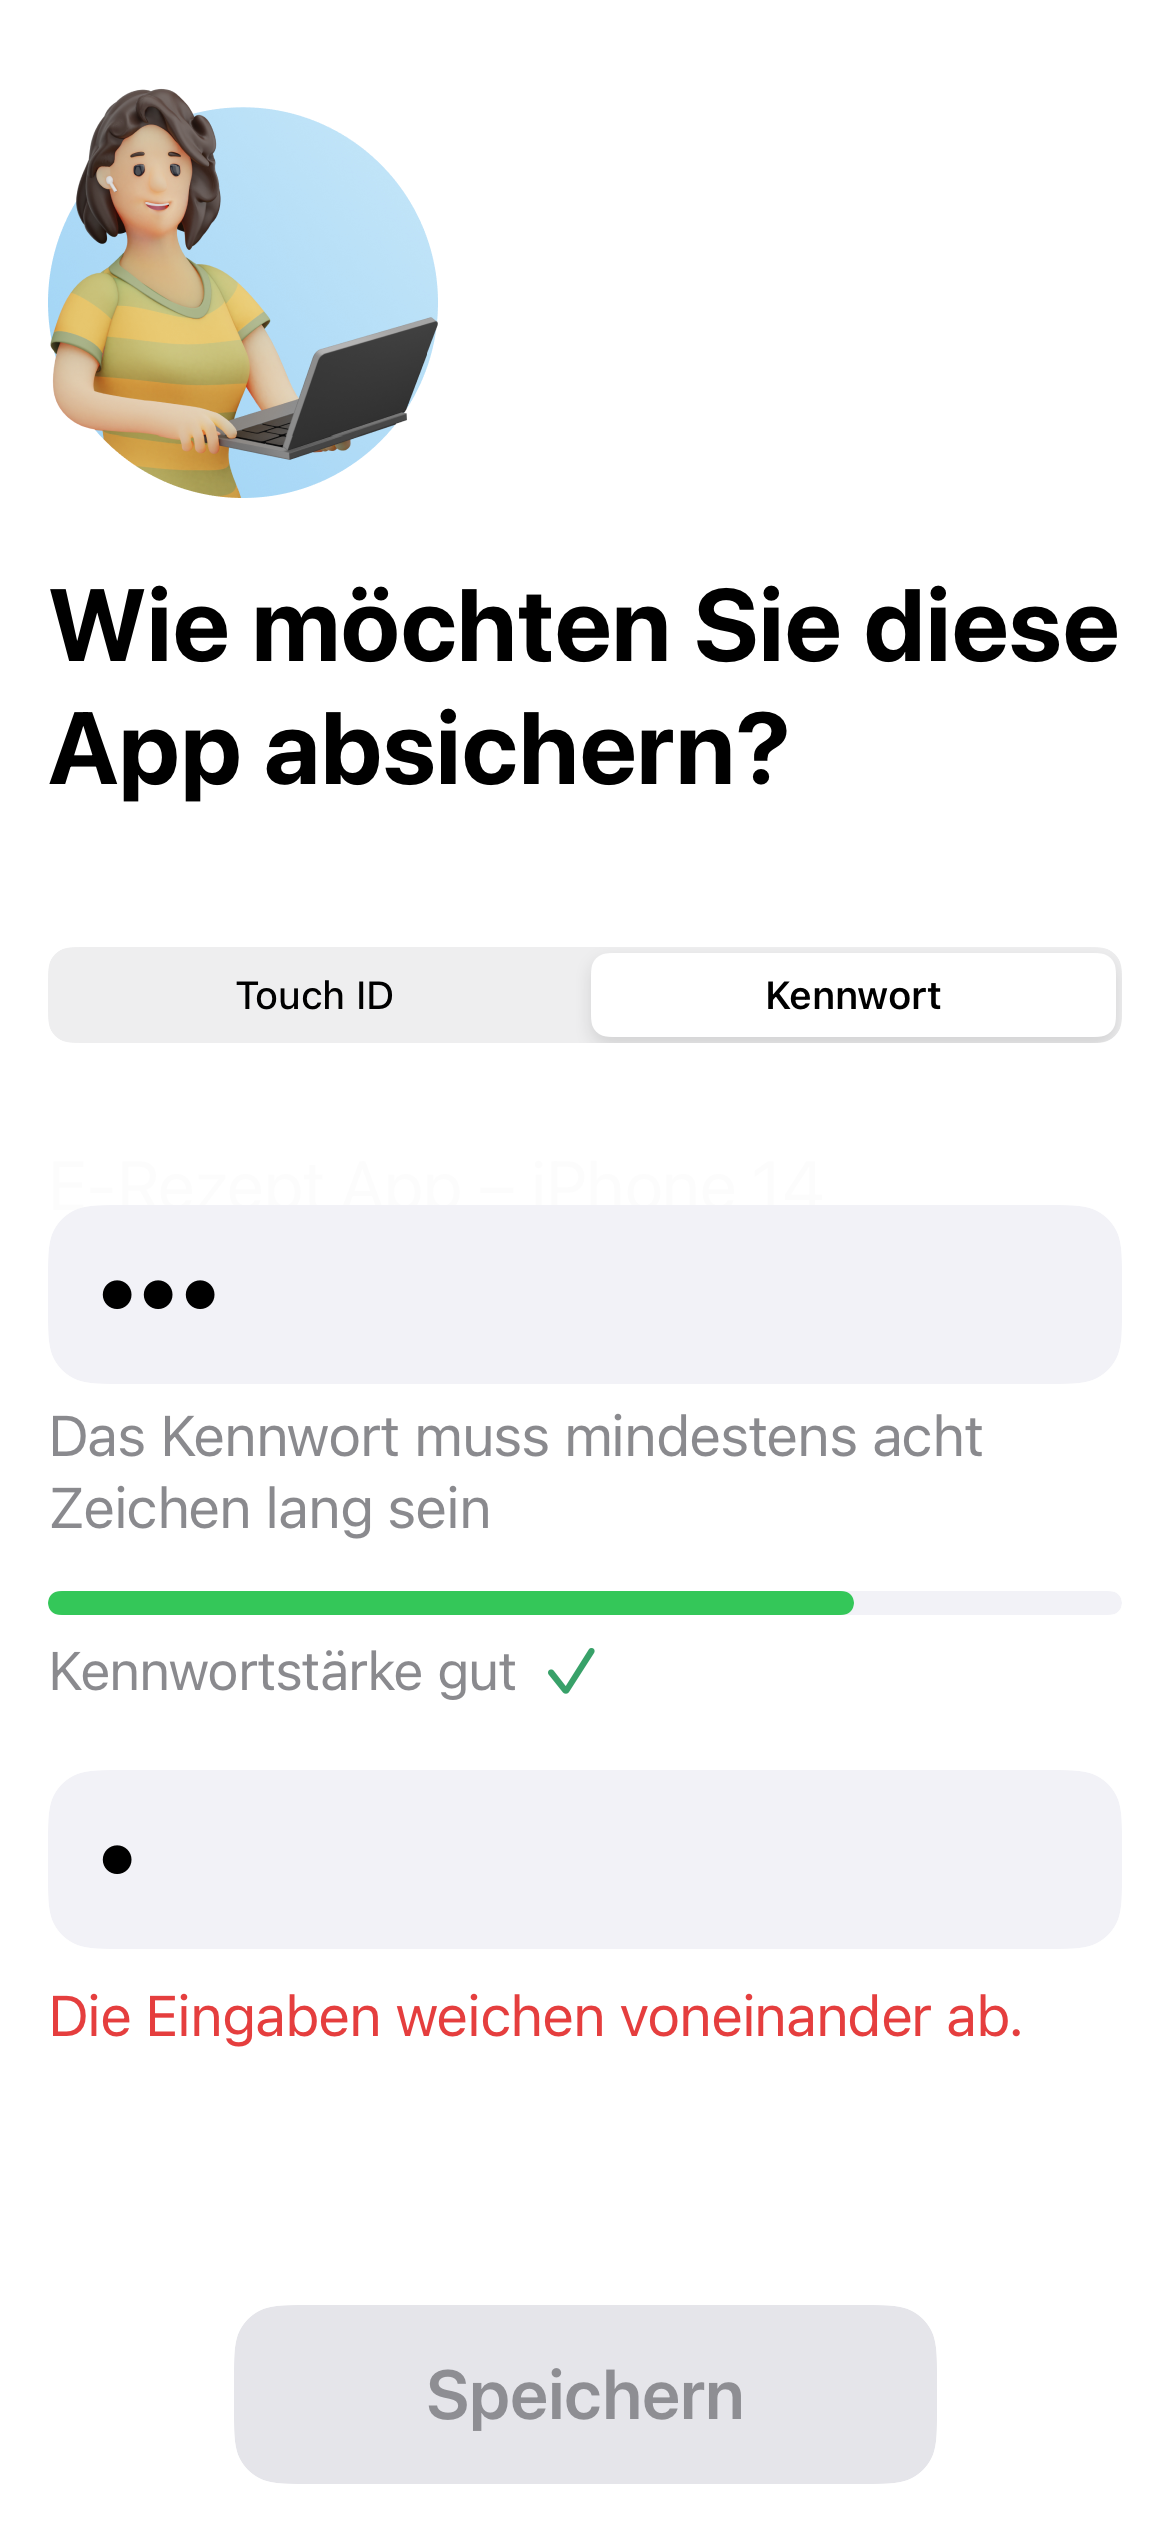 Wie möchten Sie diese
App absichern?
Touch ID
Kennwort
E-Rezept App – iPhone 14
•••
Das Kennwort muss mindestens acht
Zeichen lang sein
Kennwortstärke gut
•
Die Eingaben weichen voneinander ab.
Speichern